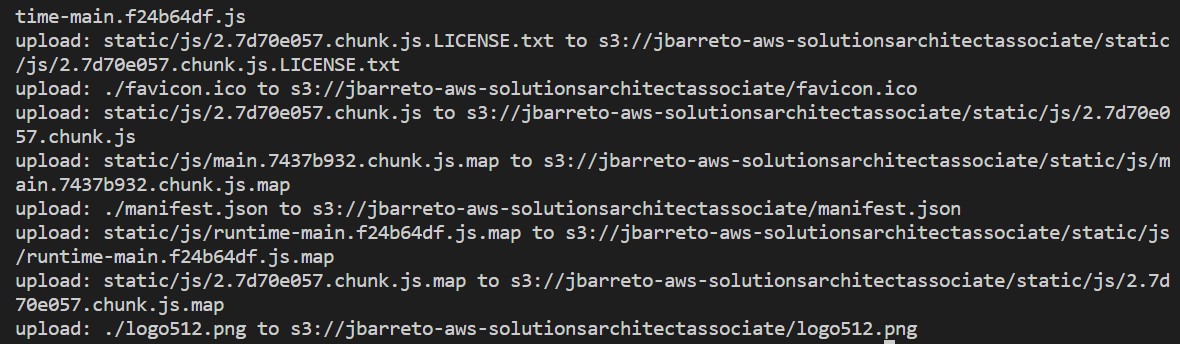 time-main.f24b64df.js
upload: static/js/2.7d70e057.chunk.js.LICENSE.txt to s3://jbarreto-aws-solutionsarchitectassociate/static
/js/2.7d70e057.chunk.js.LICENSE.txt
upload: ./favicon.ico to s3://jbarreto-aws-solutionsarchitectassociate/favicon.ico
upload: static/js/2.7d70e057.chunk.js to s3://jbarreto-aws-solutionsarchitectassociate/static/js/2.7d70e0
57.chunk.js
upload: static/js/main.7437b932.chunk.js.map to s3://jbarreto-aws-solutionsarchitectassociate/static/js/m
ain.7437b932.chunk.js.map
upload: ./manifest.json to s3://jbarreto-aws-solutionsarchitectassociate/manifest.json
upload: static/js/runtime-main.f24b64df.js.map to s3://jbarreto-aws-solutionsarchitectassociate/static/js
/runtime-main.f24b64df.js.map
upload: static/js/2.7d70e057.chunk.js.map to s3://jbarreto-aws-solutionsarchitectassociate/static/js/2.7d
70e057.chunk.js.map
upload: ./logo512.png to s3://jbarreto-aws-solutionsarchitectassociate/logo512.png